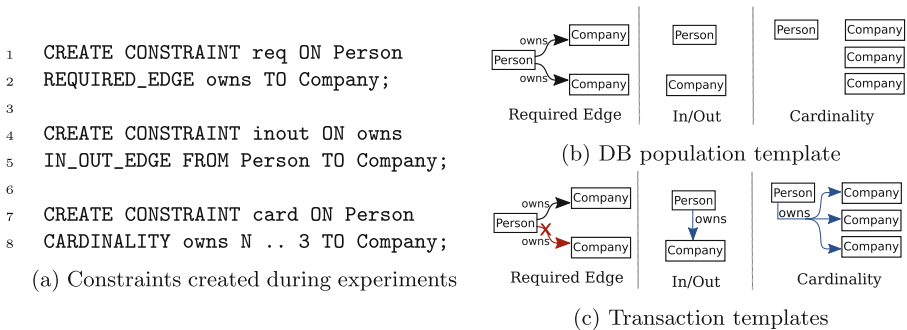 1 CREATE CONSTRAINT req ON Person
2 REQUIRED_EDGE owns TO Company;
3
4 CREATE CONSTRAINT inout ON owns
5 IN_OUT_EDGE FROM Person TO Company;
6
7 CREATE CONSTRAINT card ON Person
8 CARDINALITY owns N .. 3 TO Company;
(a) Constraints created during experiments
Company
owns
Person
owns
Company
Required Edge
Person
Company
In/Out
Person
Company
Company
Company
Cardinality
(b) DB population template
Company
owns
Person
owns
Company
Required Edge
Person
owns
Company
In/Out
Person
owns
Company
Company
Company
Cardinality
(c) Transaction templates